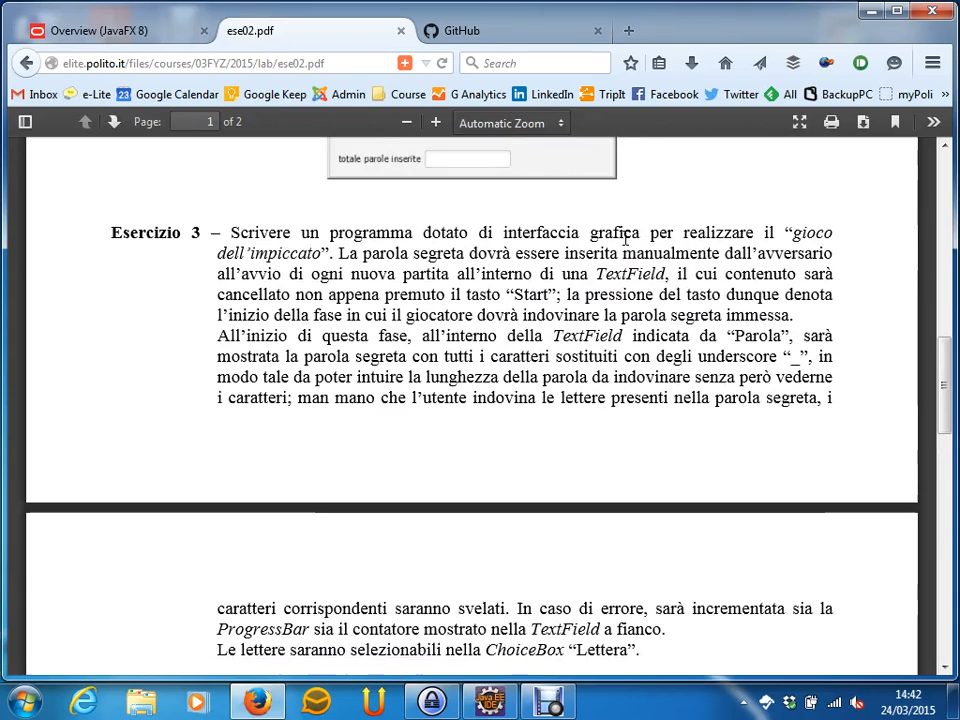 Overview (JavaFX 8)
ese02.pdf
GitHub
elite.polito.it/files/courses/03FYZ/2015/lab/ese02.pdf
Search
Inbox e-Lite Google Calendar Google Keep Admin Course G Analytics LinkedIn TripIt Facebook Twitter All BackupPC myPoli »
Page: 1 of 2
Automatic Zoom
totale parole inserite
Esercizio 3 – Scrivere un programma dotato di interfaccia grafica per realizzare il “gioco
dell’impiccato”. La parola segreta dovrà essere inserita manualmente dall’avversario
all’avvio di ogni nuova partita all’interno di una TextField, il cui contenuto sarà
cancellato non appena premuto il tasto “Start”; la pressione del tasto dunque denota
l’inizio della fase in cui il giocatore dovrà indovinare la parola segreta immessa.
All’inizio di questa fase, all’interno della TextField indicata da “Parola”, sarà
mostrata la parola segreta con tutti i caratteri sostituiti con degli underscore “_”, in
modo tale da poter intuire la lunghezza della parola da indovinare senza però vederne
i caratteri; man mano che l’utente indovina le lettere presenti nella parola segreta, i
caratteri corrispondenti saranno svelati. In caso di errore, sarà incrementata sia la
ProgressBar sia il contatore mostrato nella TextField a fianco.
Le lettere saranno selezionabili nella ChoiceBox “Lettera”.
Java EE
IDE
14:42
24/03/2015